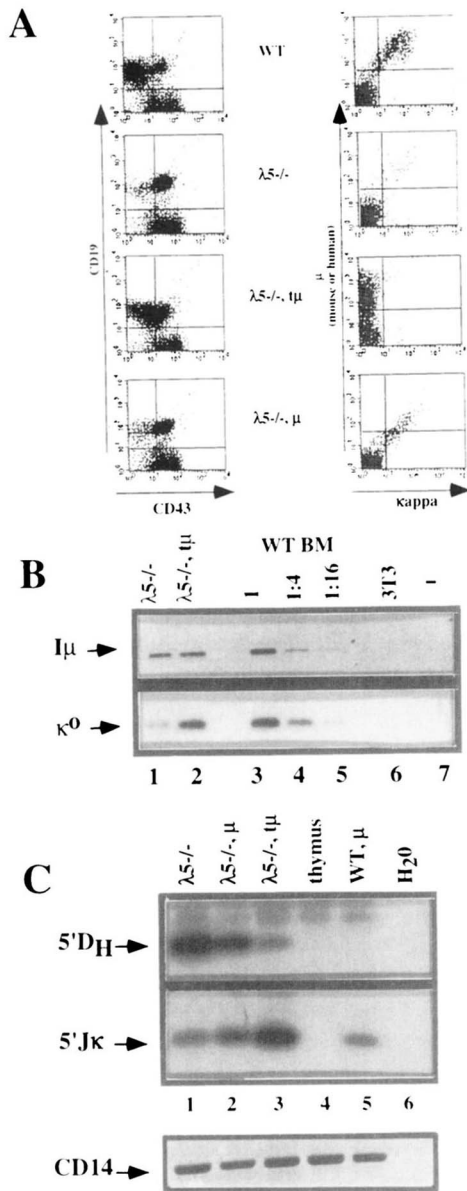 A
WT
λ5-/-
λ5-/-, tμ
λ5-/-, μ
CD19
μ
(mouse or human)
CD43
kappa
B
λ5-/-
λ5-/-, tμ
WT BM
1
1:4
1:16
3T3
-
Iμ
κ⁰
1 2 3 4 5 6 7
C
λ5-/-
λ5-/-, μ
λ5-/-, tμ
thymus
WT, μ
H₂0
5'DH
5'Jκ
1 2 3 4 5 6
CD14